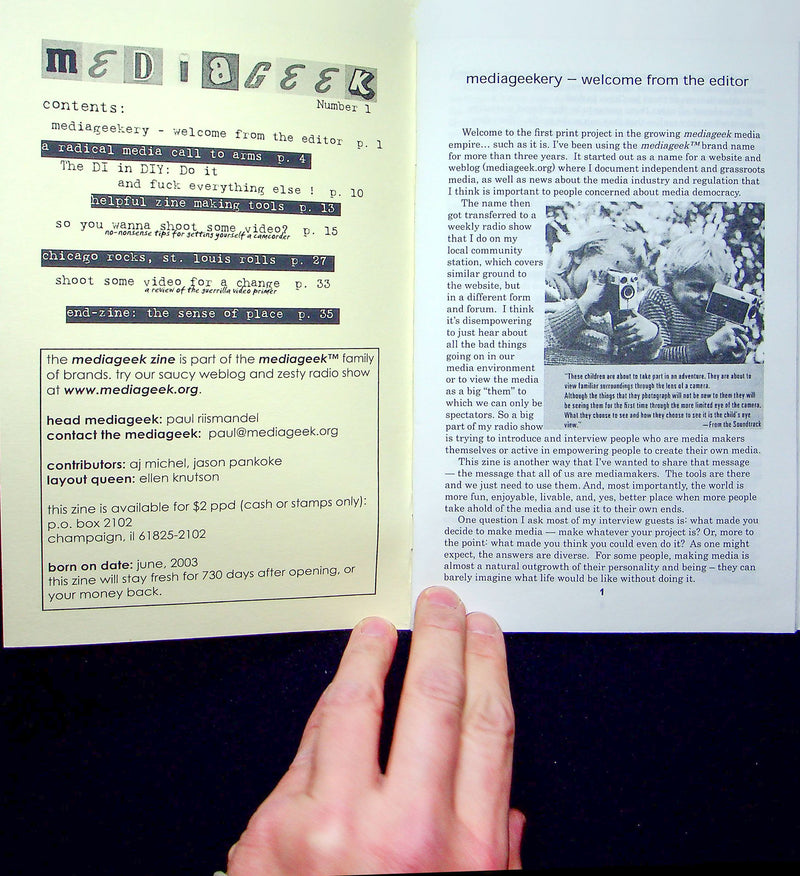 MEDIAGEEK
Number 1
contents:
mediageekery - welcome from the editor p. 1
a radical media call to arms p. 4
The DI in DIY: Do it
and fuck everything else ! p. 10
helpful zine making tools p. 13
so you wanna shoot some video? p. 15
no-nonsense tips for getting yourself a camcorder
chicago rocks, st. louis rolls p. 27
shoot some video for a change p. 33
a review of the guerrilla video primer
end-zine: the sense of place p. 35
the mediageek zine is part of the mediageek™ family
of brands. try our saucy weblog and zesty radio show
at www.mediageek.org.
head mediageek: paul riismandel
contact the mediageek: paul@mediageek.org
contributors: aj michel, jason pankoke
layout queen: ellen knutson
this zine is available for $2 ppd (cash or stamps only):
p.o. box 2102
champaign, il 61825-2102
born on date: june, 2003
this zine will stay fresh for 730 days after opening, or
your money back.
mediageekery – welcome from the editor
Welcome to the first print project in the growing mediageek media
empire... such as it is. I've been using the mediageek™ brand name
for more than three years. It started out as a name for a website and
weblog (mediageek.org) where I document independent and grassroots
media, as well as news about the media industry and regulation that
I think is important to people concerned about media democracy.
The name then
got transferred to a
weekly radio show
that I do on my
local community
station, which covers
similar ground to
the website, but
in a different form
and forum. I think
it's disempowering
to just hear about
all the bad things
going on in our
media environment
or to view the media
as a big "them" to
which we can only be
spectators. So a big
part of my radio show
"These children are about to take part in an adventure. They are about to
view familiar surroundings through the lens of a camera.
Although the things that they photograph will not be new to them they will
be seeing them for the first time through the more limited eye of the camera.
What they choose to see and how they choose to see it is the child's eye
view."
—From the Soundtrack
is trying to introduce and interview people who are media makers
themselves or active in empowering people to create their own media.
This zine is another way that I've wanted to share that message
— the message that all of us are mediamakers. The tools are there
and we just need to use them. And, most importantly, the world is
more fun, enjoyable, livable, and, yes, better place when more people
take ahold of the media and use it to their own ends.
One question I ask most of my interview guests is: what made you
decide to make media — make whatever your project is? Or, more to
the point: what made you think you could even do it? As one might
expect, the answers are diverse. For some people, making media is
almost a natural outgrowth of their personality and being – they can
barely imagine what life would be like without doing it.
1